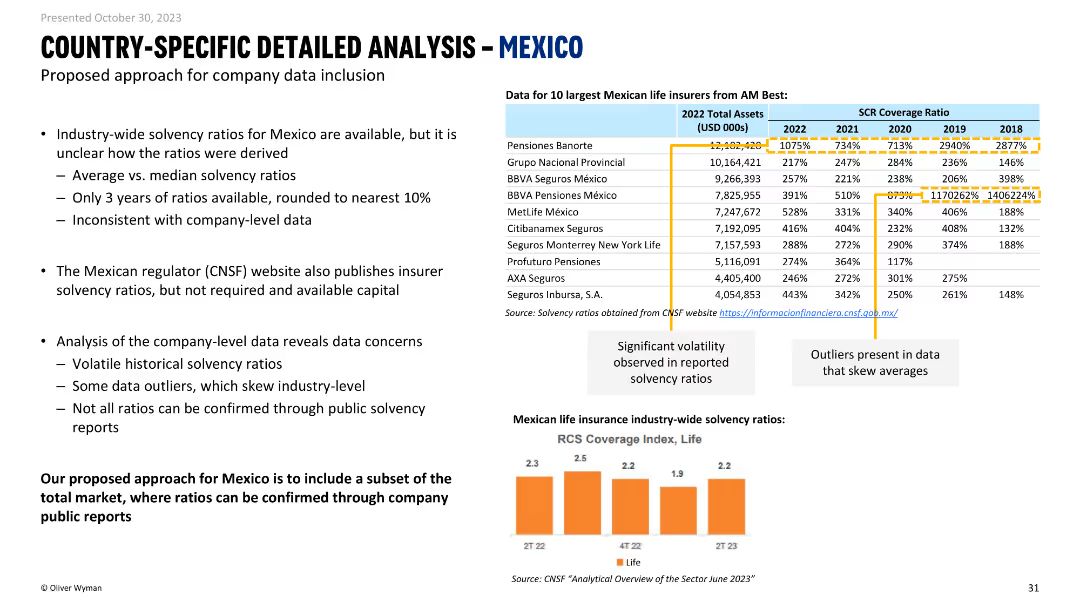 Presented October 30, 2023
COUNTRY-SPECIFIC DETAILED ANALYSIS – MEXICO
Proposed approach for company data inclusion
• Industry-wide solvency ratios for Mexico are available, but it is
unclear how the ratios were derived
– Average vs. median solvency ratios
– Only 3 years of ratios available, rounded to nearest 10%
– Inconsistent with company-level data
• The Mexican regulator (CNSF) website also publishes insurer
solvency ratios, but not required and available capital
• Analysis of the company-level data reveals data concerns
– Volatile historical solvency ratios
– Some data outliers, which skew industry-level
– Not all ratios can be confirmed through public solvency
reports
Our proposed approach for Mexico is to include a subset of the
total market, where ratios can be confirmed through company
public reports
Data for 10 largest Mexican life insurers from AM Best:
2022 Total Assets
(USD 000s)
SCR Coverage Ratio
2022 2021 2020 2019 2018
Pensiones Banorte 12,182,428 1075% 734% 713% 2940% 2877%
Grupo Nacional Provincial 10,164,421 217% 247% 284% 236% 146%
BBVA Seguros México 9,266,393 257% 221% 238% 206% 398%
BBVA Pensiones México 7,825,955 391% 510% 873% 1170262% 1406224%
MetLife México 7,247,672 528% 331% 340% 406% 188%
Citibanamex Seguros 7,192,095 416% 404% 232% 408% 132%
Seguros Monterrey New York Life 7,157,593 288% 272% 290% 374% 188%
Profuturo Pensiones 5,116,091 274% 364% 117%
AXA Seguros 4,405,400 246% 272% 301% 275%
Seguros Inbursa, S.A. 4,054,853 443% 342% 250% 261% 148%
Source: Solvency ratios obtained from CNSF website https://informacionfinanciera.cnsf.gob.mx/
Significant volatility
observed in reported
solvency ratios
Outliers present in data
that skew averages
Mexican life insurance industry-wide solvency ratios:
RCS Coverage Index, Life
2.3 2.5 2.2 1.9 2.2
2T 22 4T 22 2T 23
Life
Source: CNSF "Analytical Overview of the Sector June 2023"
© Oliver Wyman
31